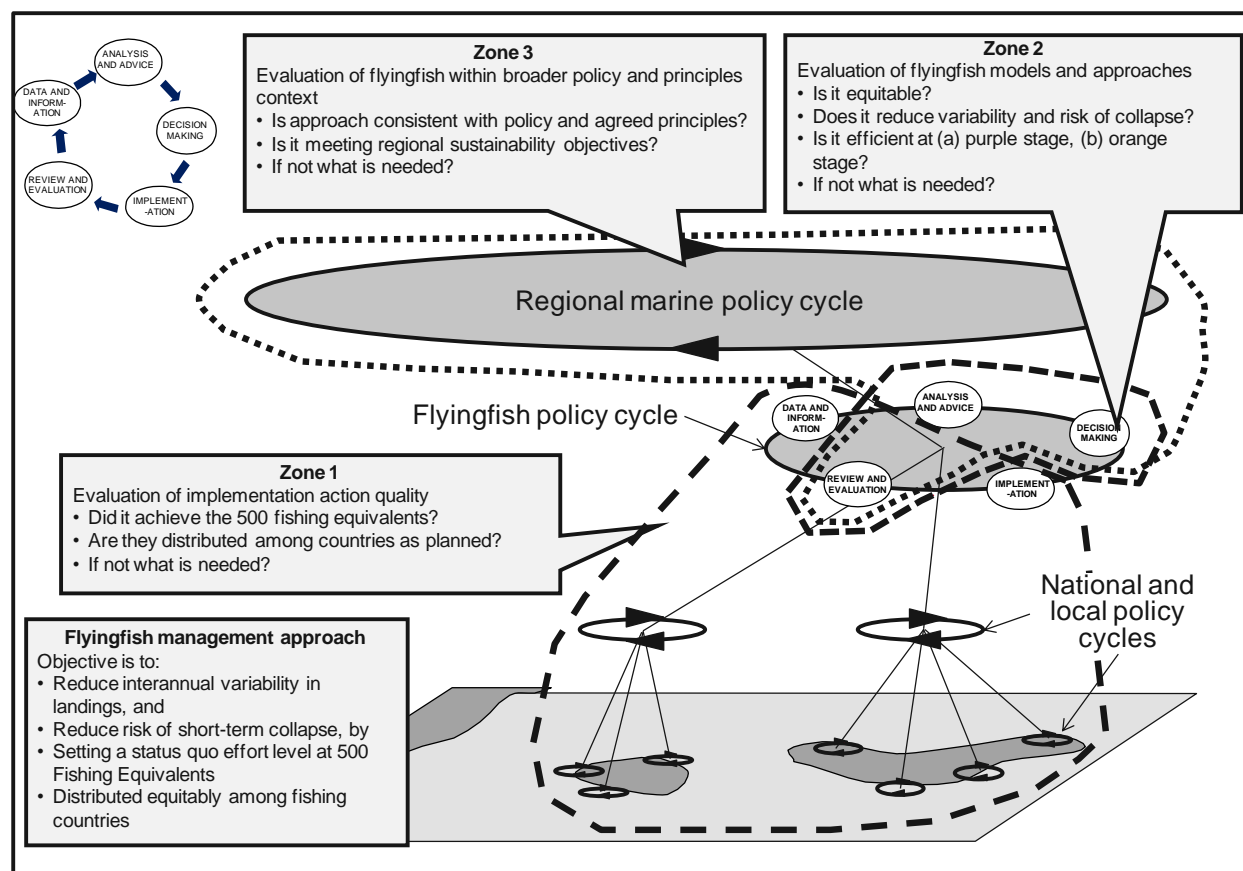 ANALYSIS
AND ADVICE
DATA AND
INFORM-
ATION
DECISION
MAKING
REVIEW AND
EVALUATION
IMPLEMENT
-ATION
Zone 3
Evaluation of flyingfish within broader policy and principles
context
• Is approach consistent with policy and agreed principles?
• Is it meeting regional sustainability objectives?
• If not what is needed?
Zone 2
Evaluation of flyingfish models and approaches
• Is it equitable?
• Does it reduce variability and risk of collapse?
• Is it efficient at (a) purple stage, (b) orange
stage?
• If not what is needed?
Regional marine policy cycle
Flyingfish policy cycle
DATA AND
INFORM-
ATION
ANALYSIS
AND ADVICE
DECISION
MAKING
REVIEW AND
EVALUATION
IMPLEMENT
-ATION
Zone 1
Evaluation of implementation action quality
• Did it achieve the 500 fishing equivalents?
• Are they distributed among countries as planned?
• If not what is needed?
National and
local policy
cycles
Flyingfish management approach
Objective is to:
• Reduce interannual variability in
landings, and
• Reduce risk of short-term collapse, by
• Setting a status quo effort level at 500
Fishing Equivalents
• Distributed equitably among fishing
countries